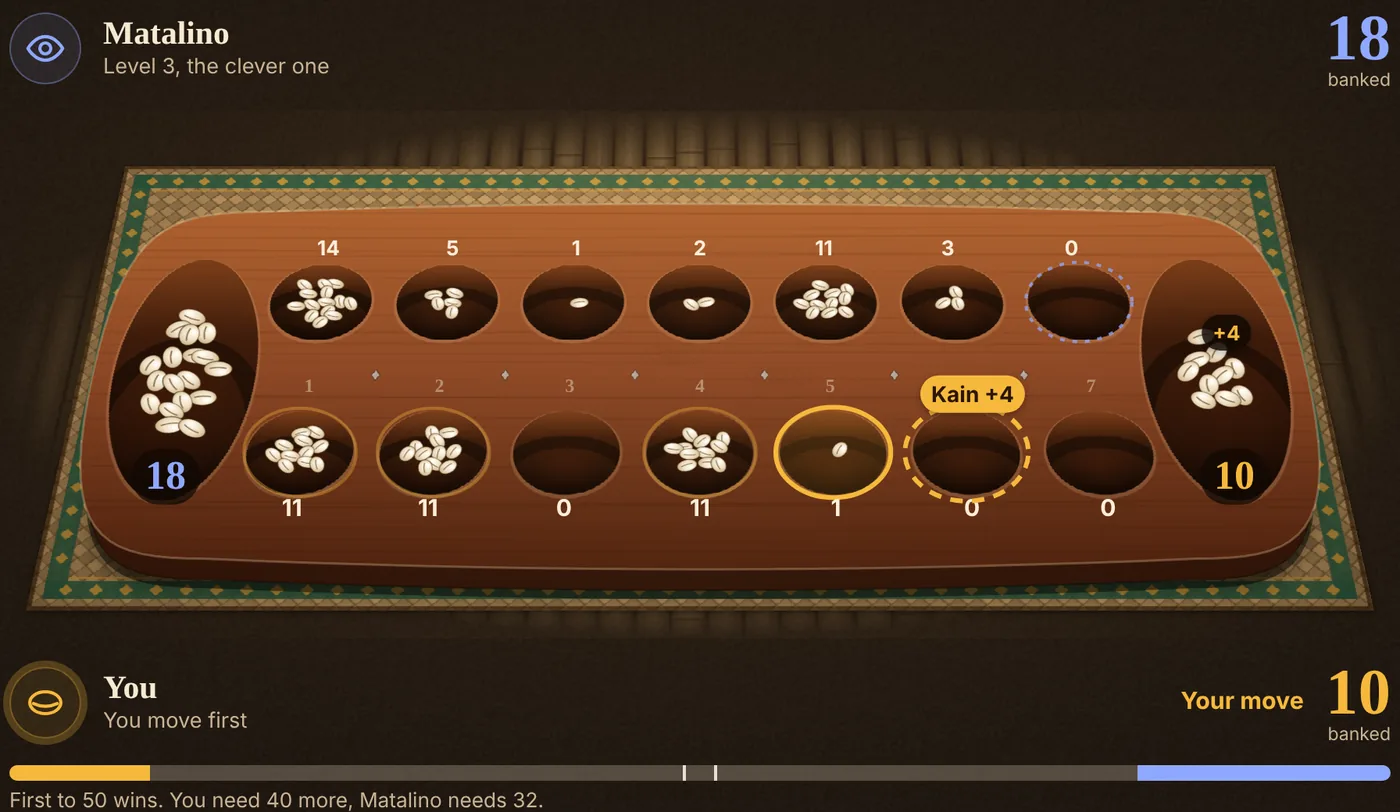 Matalino
Level 3, the clever one
18
banked
14 5 1 2 11 3 0
+4
1 2 3 4 5 7
Kain +4
18
10
11 11 0 11 1 0 0
You
You move first
Your move
10
banked
First to 50 wins. You need 40 more, Matalino needs 32.